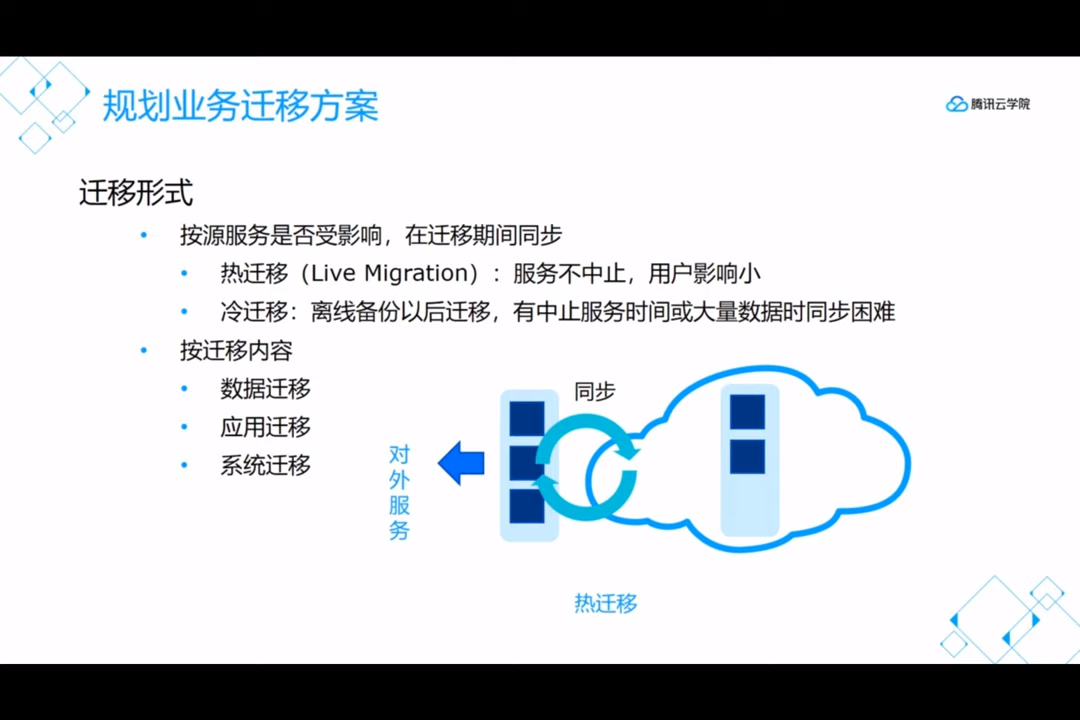 规划业务迁移方案
腾讯云学院
迁移形式
• 按源服务是否受影响，在迁移期间同步
• 热迁移（Live Migration）：服务不中止，用户影响小
• 冷迁移：离线备份以后迁移，有中止服务时间或大量数据时同步困难
• 按迁移内容
• 数据迁移
• 应用迁移
• 系统迁移
同步
对外服务
热迁移